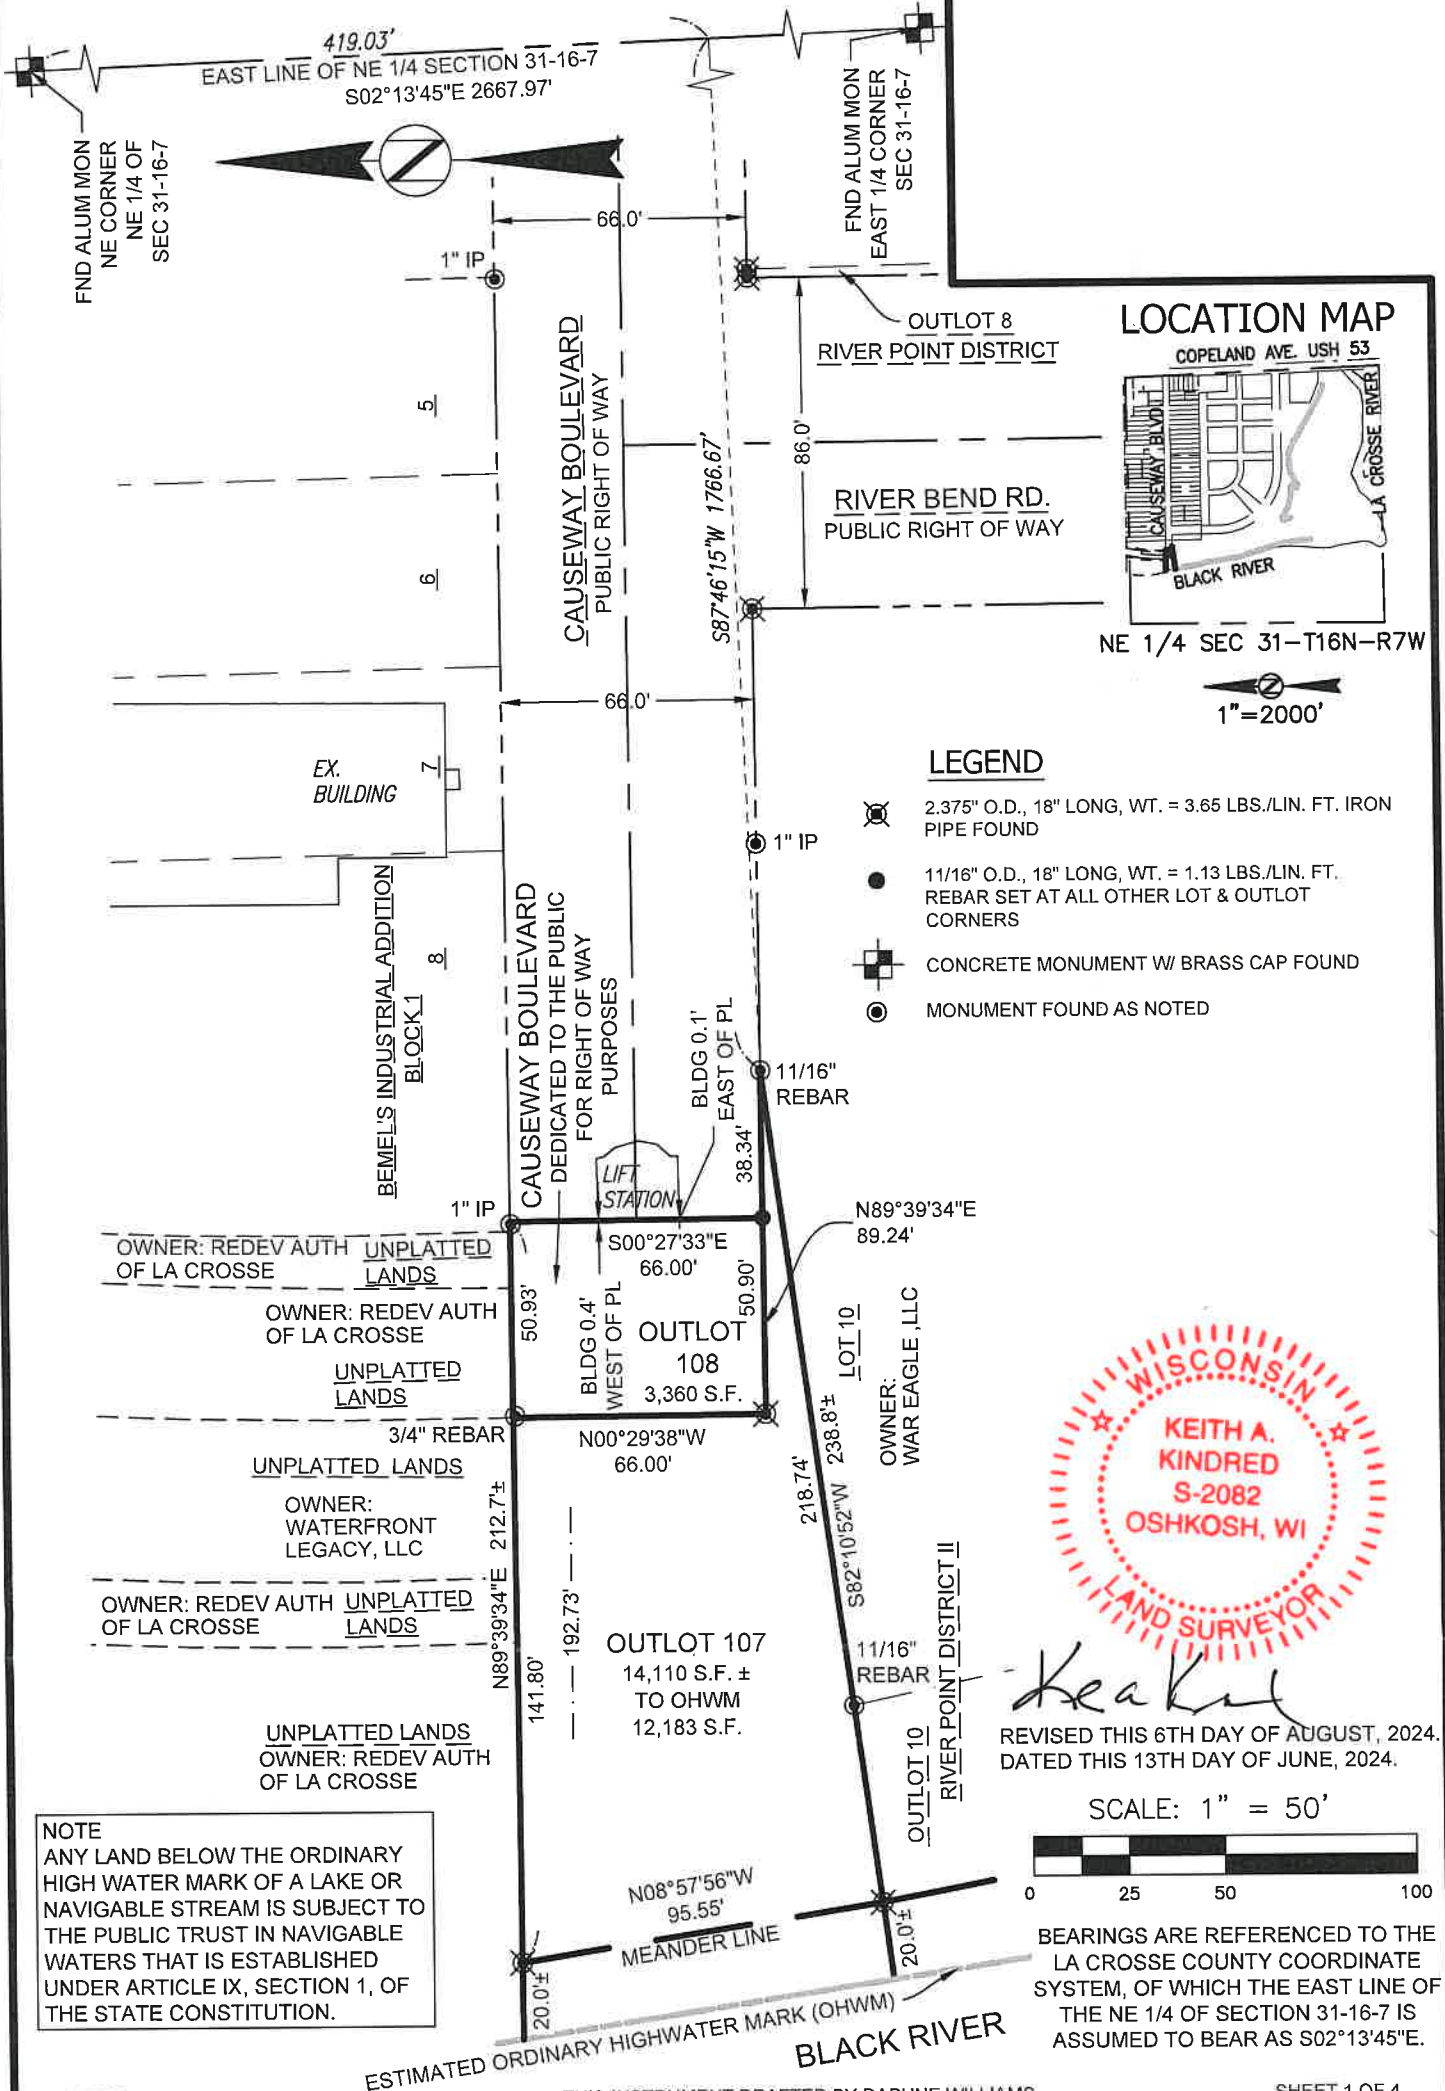 419.03'
EAST LINE OF NE 1/4 SECTION 31-16-7
S02°13'45"E 2667.97'
FND ALUM MON
NE CORNER
NE 1/4 OF
SEC 31-16-7
FND ALUM MON
EAST 1/4 CORNER
SEC 31-16-7
66.0'
1" IP
OUTLOT 8
RIVER POINT DISTRICT
CAUSEWAY BOULEVARD
PUBLIC RIGHT OF WAY
5
6
S87°46'15"W 1766.67'
86.0'
RIVER BEND RD.
PUBLIC RIGHT OF WAY
LOCATION MAP
COPELAND AVE. USH 53
CAUSEWAY BLVD
LA CROSSE RIVER
BLACK RIVER
NE 1/4 SEC 31-T16N-R7W
1"=2000'
66.0'
EX.
BUILDING
7
LEGEND
2.375" O.D., 18" LONG, WT. = 3.65 LBS./LIN. FT. IRON
PIPE FOUND
11/16" O.D., 18" LONG, WT. = 1.13 LBS./LIN. FT.
REBAR SET AT ALL OTHER LOT & OUTLOT
CORNERS
CONCRETE MONUMENT W/ BRASS CAP FOUND
MONUMENT FOUND AS NOTED
1" IP
BEMEL'S INDUSTRIAL ADDITION
BLOCK 1
8
CAUSEWAY BOULEVARD
DEDICATED TO THE PUBLIC
FOR RIGHT OF WAY
PURPOSES
BLDG 0.1'
EAST OF PL
11/16"
REBAR
38.34'
LIFT
STATION
1" IP
N89°39'34"E
89.24'
S00°27'33"E
66.00'
OWNER: REDEV AUTH
OF LA CROSSE
UNPLATTED
LANDS
OWNER: REDEV AUTH
OF LA CROSSE
UNPLATTED
LANDS
50.93'
BLDG 0.4'
WEST OF PL
50.90'
OUTLOT
108
3,360 S.F.
LOT 10
OWNER:
WAR EAGLE ,LLC
3/4" REBAR
N00°29'38"W
66.00'
UNPLATTED LANDS
OWNER:
WATERFRONT
LEGACY, LLC
OWNER: REDEV AUTH
OF LA CROSSE
UNPLATTED
LANDS
N89°39'34"E 212.7'±
141.80'
192.73'
218.74'
S82°10'52"W 238.8'±
OUTLOT 107
14,110 S.F. ±
TO OHWM
12,183 S.F.
11/16"
REBAR
OUTLOT 10
RIVER POINT DISTRICT II
UNPLATTED LANDS
OWNER: REDEV AUTH
OF LA CROSSE
WISCONSIN
KEITH A.
KINDRED
S-2082
OSHKOSH, WI
LAND SURVEYOR
REVISED THIS 6TH DAY OF AUGUST, 2024.
DATED THIS 13TH DAY OF JUNE, 2024.
SCALE: 1" = 50'
0 25 50 100
NOTE
ANY LAND BELOW THE ORDINARY
HIGH WATER MARK OF A LAKE OR
NAVIGABLE STREAM IS SUBJECT TO
THE PUBLIC TRUST IN NAVIGABLE
WATERS THAT IS ESTABLISHED
UNDER ARTICLE IX, SECTION 1, OF
THE STATE CONSTITUTION.
N08°57'56"W
95.55'
MEANDER LINE
20.0'±
20.0'±
ESTIMATED ORDINARY HIGHWATER MARK (OHWM)
BLACK RIVER
BEARINGS ARE REFERENCED TO THE
LA CROSSE COUNTY COORDINATE
SYSTEM, OF WHICH THE EAST LINE OF
THE NE 1/4 OF SECTION 31-16-7 IS
ASSUMED TO BEAR AS S02°13'45"E.
THIS INSTRUMENT DRAFTED BY DAPHNE WILLIAMS
SHEET 1 OF 4